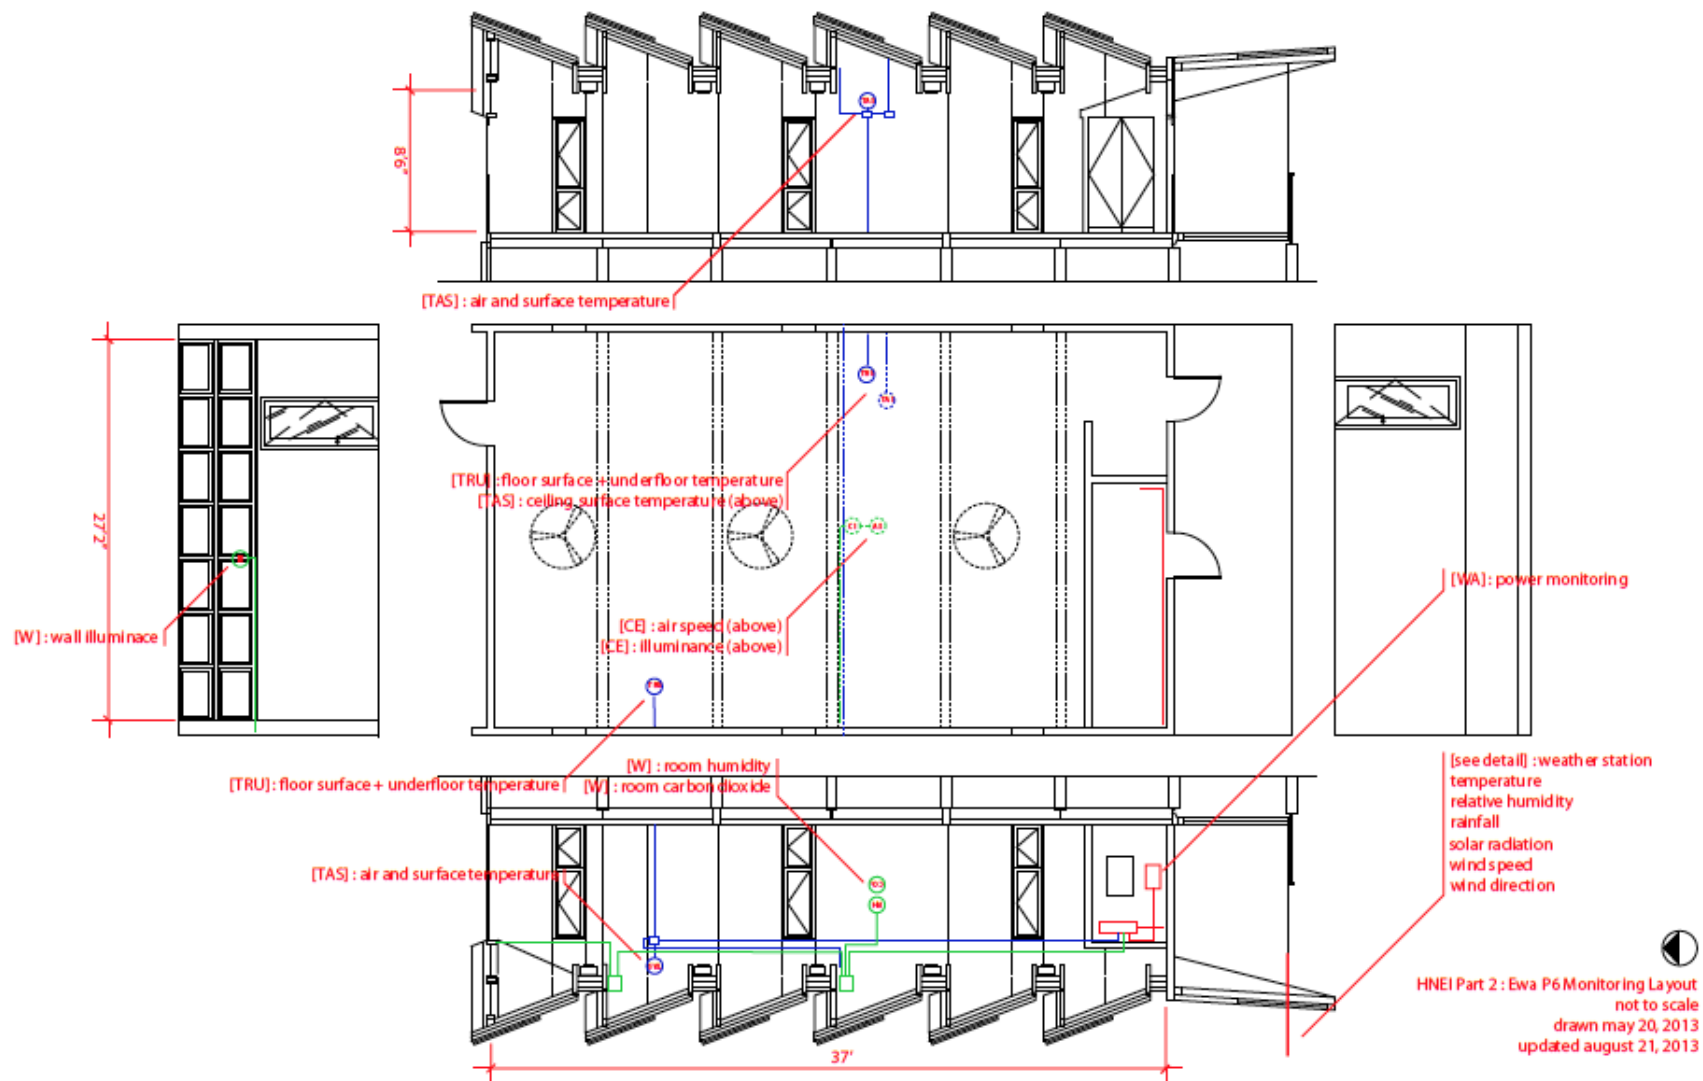 8'6"
[TAS] : air and surface temperature
27'2"
[TRU] : floor surface + underfloor temperature
[TAS] : ceiling surface temperature (above)
[CE] : air speed (above)
[CE] : illuminance (above)
[W] : wall illuminace
[WA] : power monitoring
[TRU] : floor surface + underfloor temperature
[W] : room humidity
[W] : room carbon dioxide
[TAS] : air and surface temperature
[see detail] : weather station
temperature
relative humidity
rainfall
solar radiation
wind speed
wind direction
37'
HNEI Part 2 : Ewa P6 Monitoring Layout
not to scale
drawn may 20, 2013
updated august 21, 2013